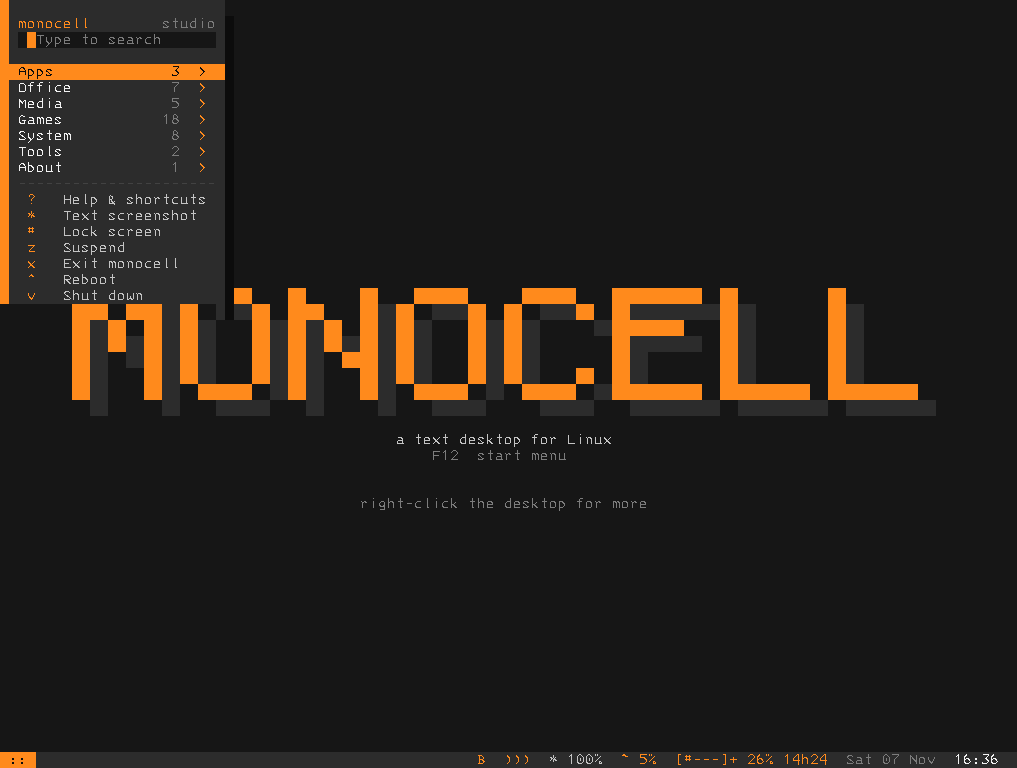 monocell studio
Type to search
Apps 3 >
Office 7 >
Media 5 >
Games 18 >
System 8 >
Tools 2 >
About 1 >
? Help & shortcuts
* Text screenshot
# Lock screen
z Suspend
x Exit monocell
^ Reboot
v Shut down
MONOCELL
a text desktop for Linux
F12 start menu
right-click the desktop for more
:: B ))) * 100% ^ 5% [#---]+ 26% 14h24 Sat 07 Nov 16:36